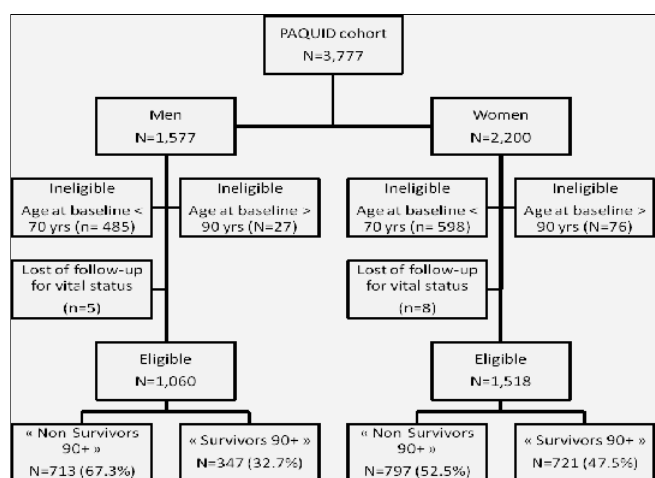 PAQUID cohort
N=3,777
Men
N=1,577
Women
N=2,200
Ineligible
Age at baseline <
70 yrs (n= 485)
Ineligible
Age at baseline >
90 yrs (N=27)
Ineligible
Age at baseline <
70 yrs (n= 598)
Ineligible
Age at baseline >
90 yrs (N=76)
Lost of follow-up
for vital status
(n=5)
Lost of follow-up
for vital status
(n=8)
Eligible
N=1,060
Eligible
N=1,518
« Non Survivors
90+ »
N=713 (67.3%)
« Survivors 90+ »
N=347 (32.7%)
« Non Survivors
90+ »
N=797 (52.5%)
« Survivors 90+ »
N=721 (47.5%)